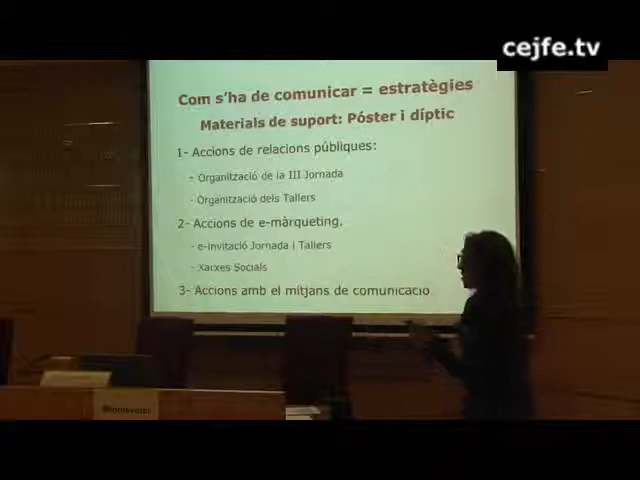 cejfe.tv
Com s'ha de comunicar = estratègies
Materials de suport: Póster i díptic
1- Accions de relacions públiques:
- Organització de la III Jornada
- Organització dels Tallers
2- Accions de e-màrqueting.
- e-invitació Jornada i Tallers
- Xarxes Socials
3- Accions amb el mitjans de comunicació.